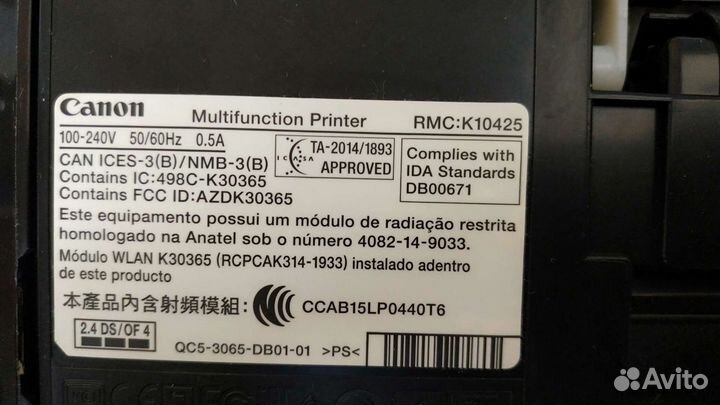 Canon Multifunction Printer RMC:K10425
100-240V 50/60Hz 0.5A
ICASA TA-2014/1893 APPROVED
Complies with
IDA Standards
DB00671
CAN ICES-3(B)/NMB-3(B)
Contains IC:498C-K30365
Contains FCC ID:AZDK30365
Este equipamento possui um módulo de radiação restrita
homologado na Anatel sob o número 4082-14-9033.
Módulo WLAN K30365 (RCPCAK314-1933) instalado adentro
de este producto
本產品內含射頻模組: CCAB15LP0440T6
2.4 DS/OF 4
QC5-3065-DB01-01 >PS<
Avito